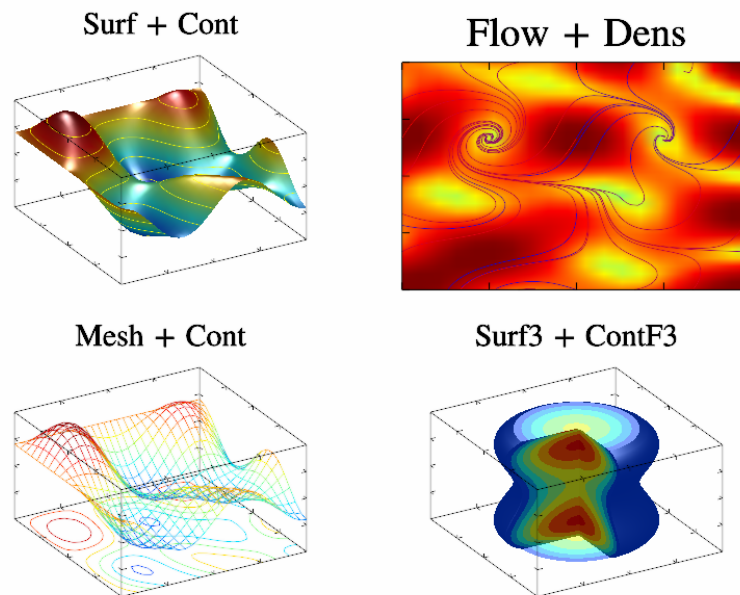 Surf + Cont
Flow + Dens
Mesh + Cont
Surf3 + ContF3